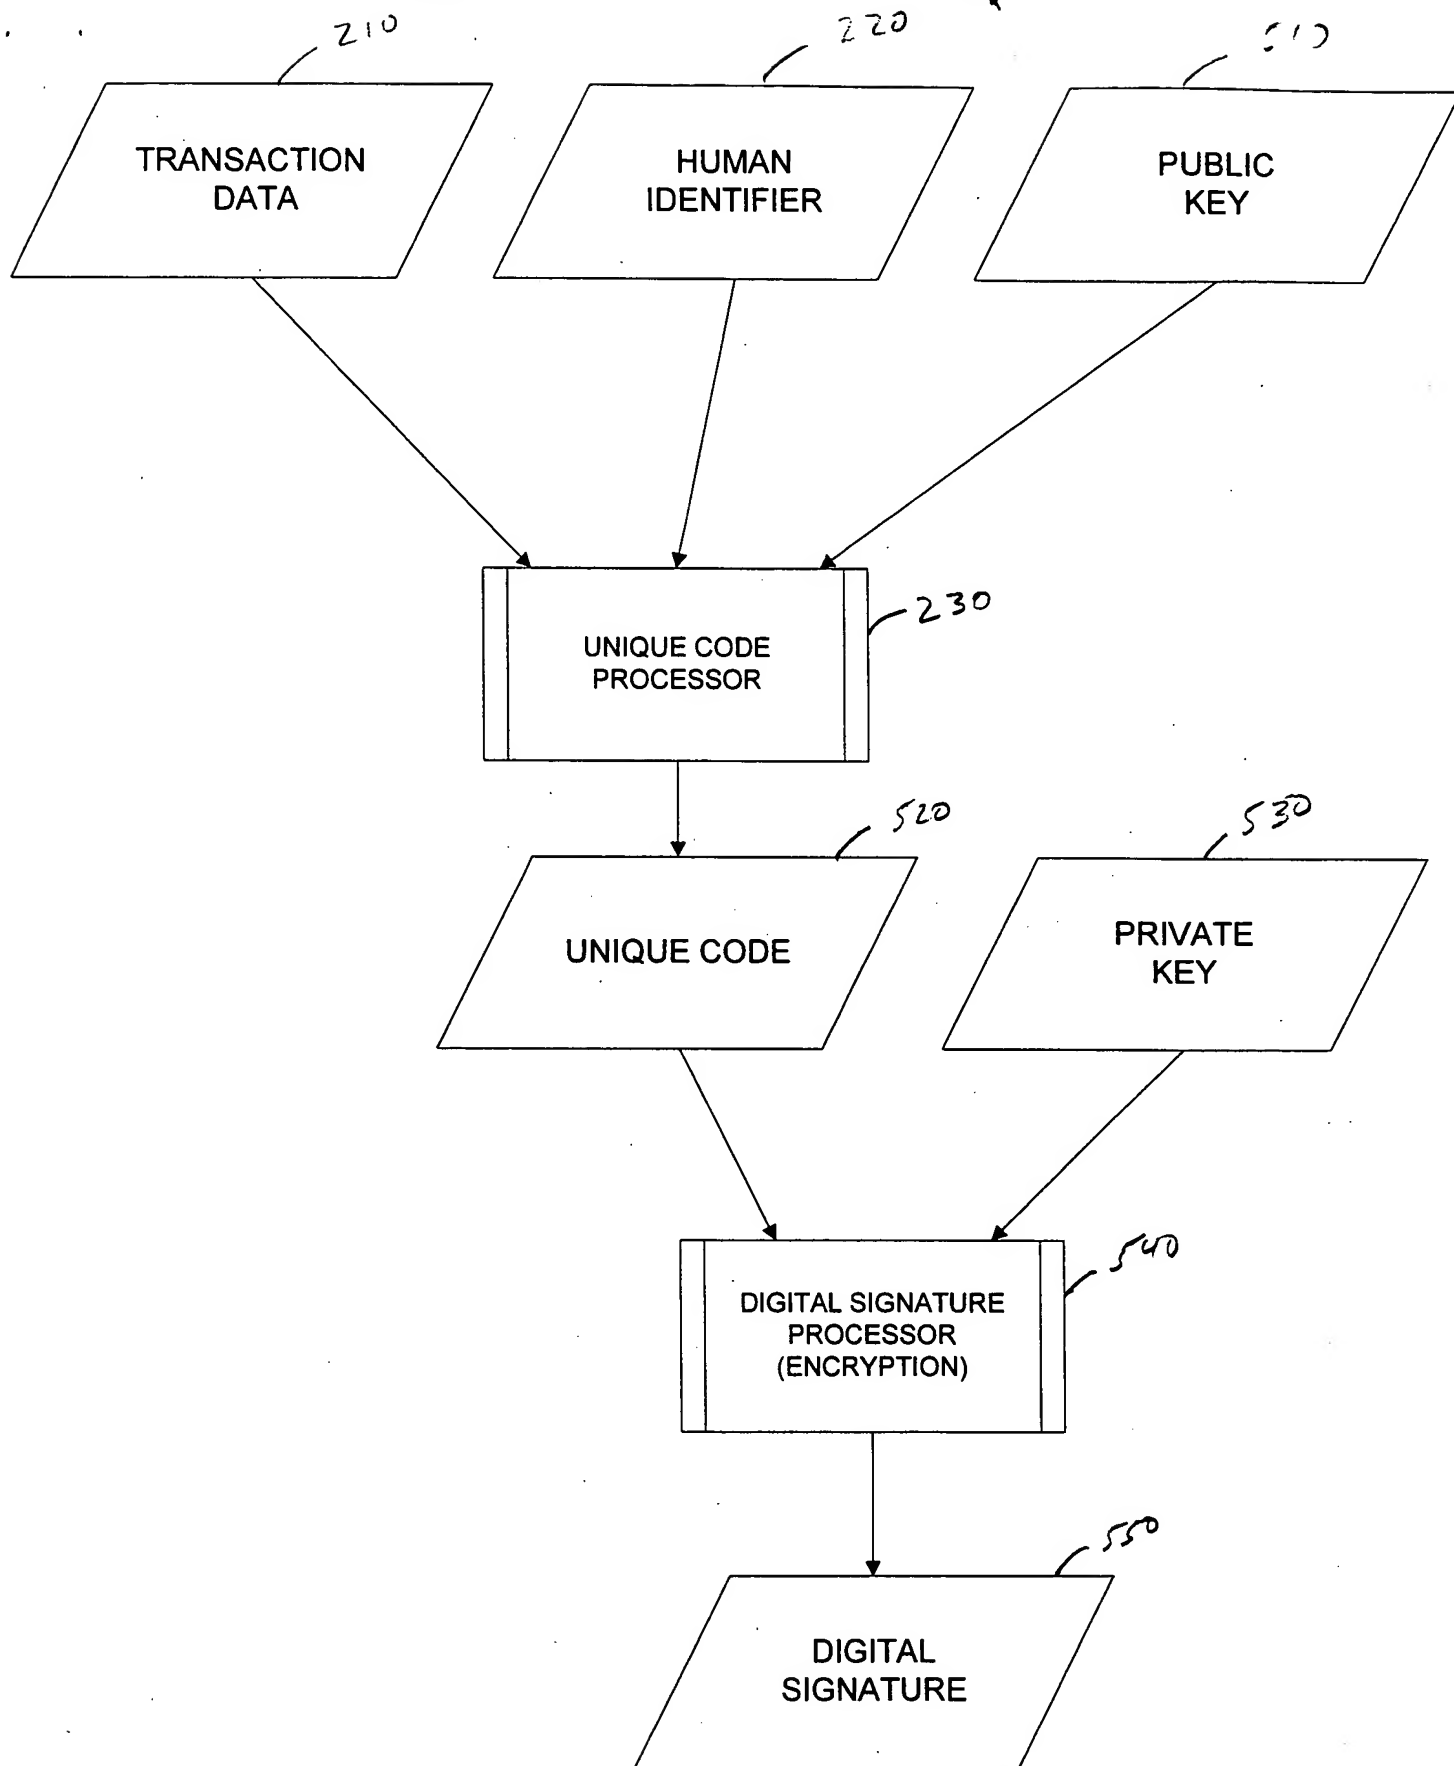 210
220
TRANSACTION
DATA
HUMAN
IDENTIFIER
PUBLIC
KEY
230
UNIQUE CODE
PROCESSOR
520
530
UNIQUE CODE
PRIVATE
KEY
540
DIGITAL SIGNATURE
PROCESSOR
(ENCRYPTION)
550
DIGITAL
SIGNATURE